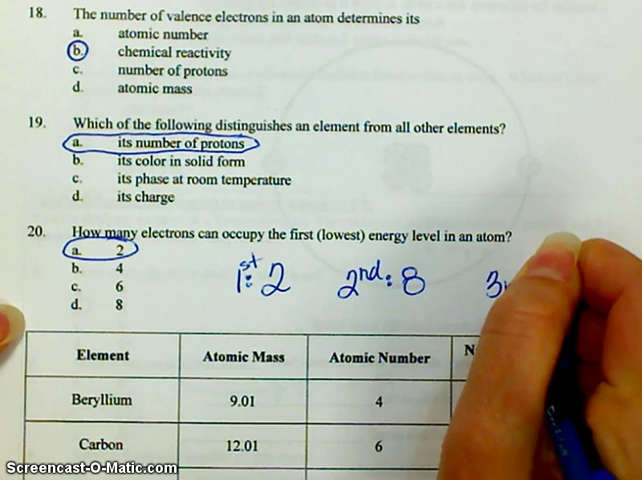 18. The number of valence electrons in an atom determines its
a. atomic number
b. chemical reactivity
c. number of protons
d. atomic mass
19. Which of the following distinguishes an element from all other elements?
a. its number of protons
b. its color in solid form
c. its phase at room temperature
d. its charge
20. How many electrons can occupy the first (lowest) energy level in an atom?
a. 2
b. 4
c. 6
d. 8
1st: 2 2nd: 8 3
Element Atomic Mass Atomic Number N
Beryllium 9.01 4
Carbon 12.01 6
Screencast-O-Matic.com